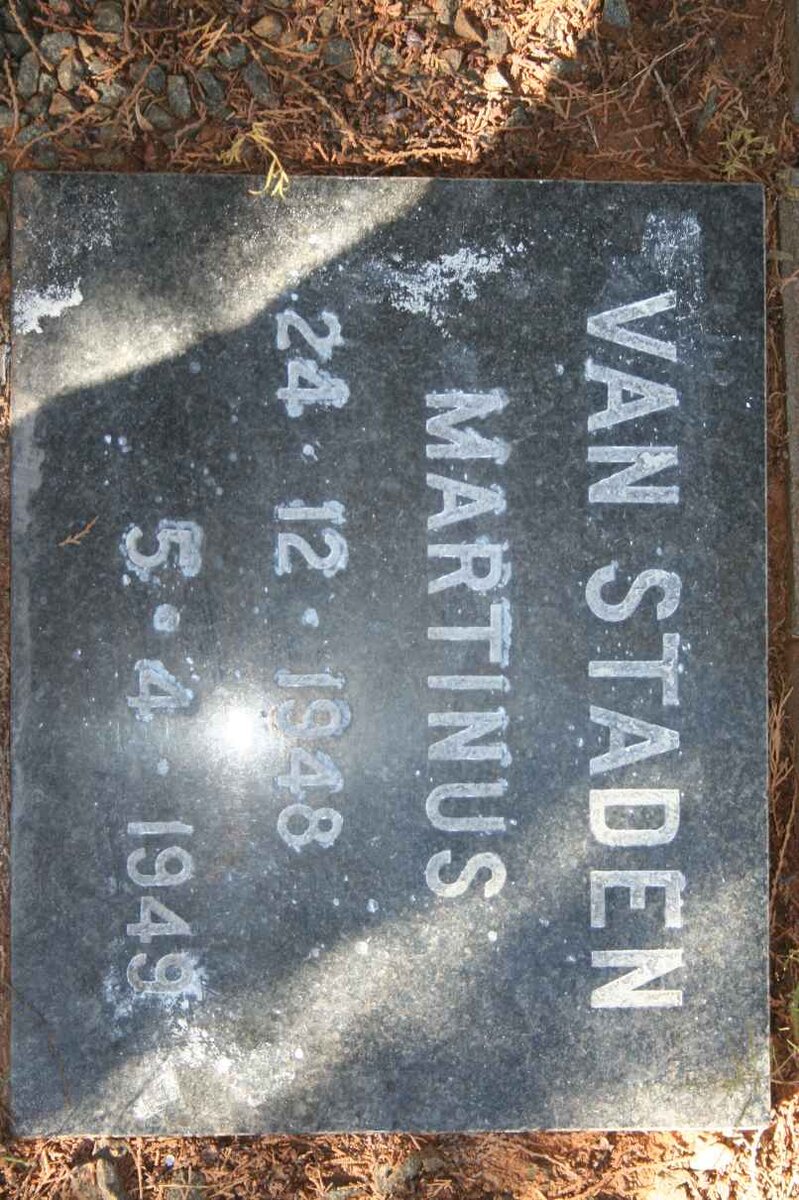 VAN STADEN
MARTINUS
24. 12. 1948
5. 4. 1949